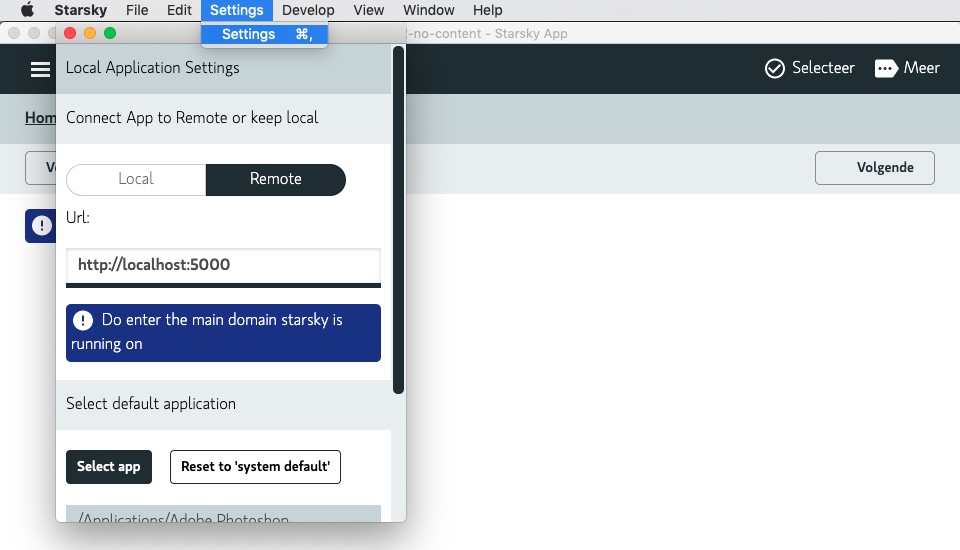 Starsky File Edit Settings Develop View Window Help
Settings ⌘,
-no-content - Starsky App
Local Application Settings
Selecteer
Meer
Hom
Connect App to Remote or keep local
Volgende
Local
Remote
Url:
http://localhost:5000
Do enter the main domain starsky is
running on
Select default application
Select app
Reset to 'system default'
/Applications/Adobe Photoshop